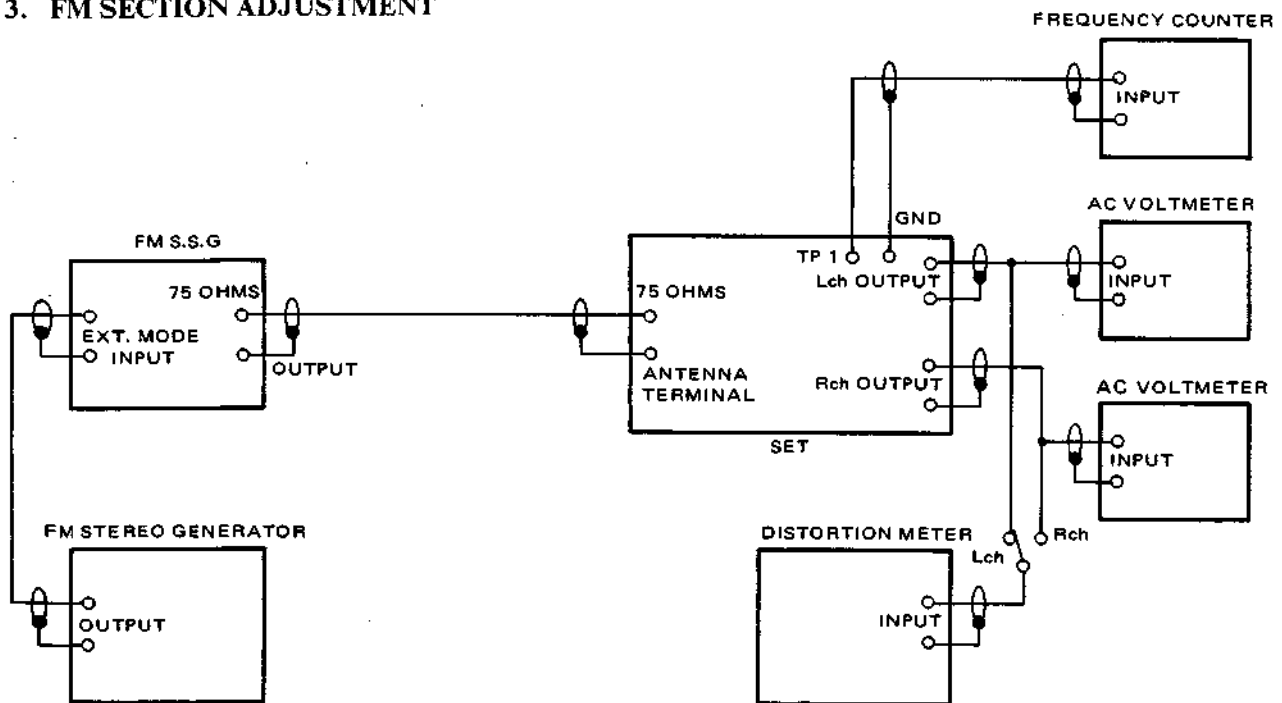 3. FM SECTION ADJUSTMENT
FREQUENCY COUNTER
INPUT
AC VOLTMETER
INPUT
GND
TP 1
Lch OUTPUT
FM S.S.G
75 OHMS
EXT. MODE
INPUT
OUTPUT
75 OHMS
ANTENNA
TERMINAL
Rch OUTPUT
SET
AC VOLTMETER
INPUT
FM STEREO GENERATOR
OUTPUT
DISTORTION METER
Lch
Rch
INPUT